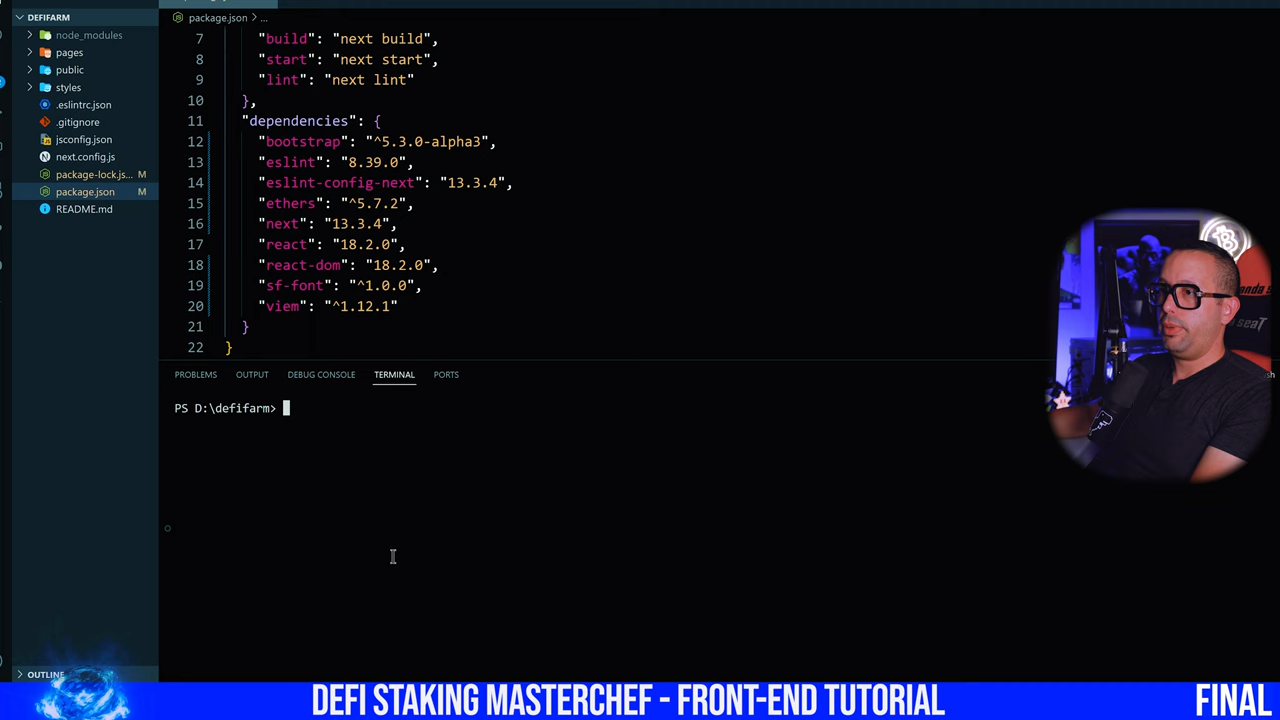 DEFIFARM
node_modules
pages
public
styles
.eslintrc.json
.gitignore
jsconfig.json
next.config.js
package-lock.js... M
package.json M
README.md
OUTLINE
package.json > ...
7 "build": "next build",
8 "start": "next start",
9 "lint": "next lint"
10 },
11 "dependencies": {
12 "bootstrap": "^5.3.0-alpha3",
13 "eslint": "8.39.0",
14 "eslint-config-next": "13.3.4",
15 "ethers": "^5.7.2",
16 "next": "13.3.4",
17 "react": "18.2.0",
18 "react-dom": "18.2.0",
19 "sf-font": "^1.0.0",
20 "viem": "^1.12.1"
21 }
22 }
PROBLEMS OUTPUT DEBUG CONSOLE TERMINAL PORTS
PS D:\defifarm>
DEFI STAKING MASTERCHEF - FRONT-END TUTORIAL
FINAL